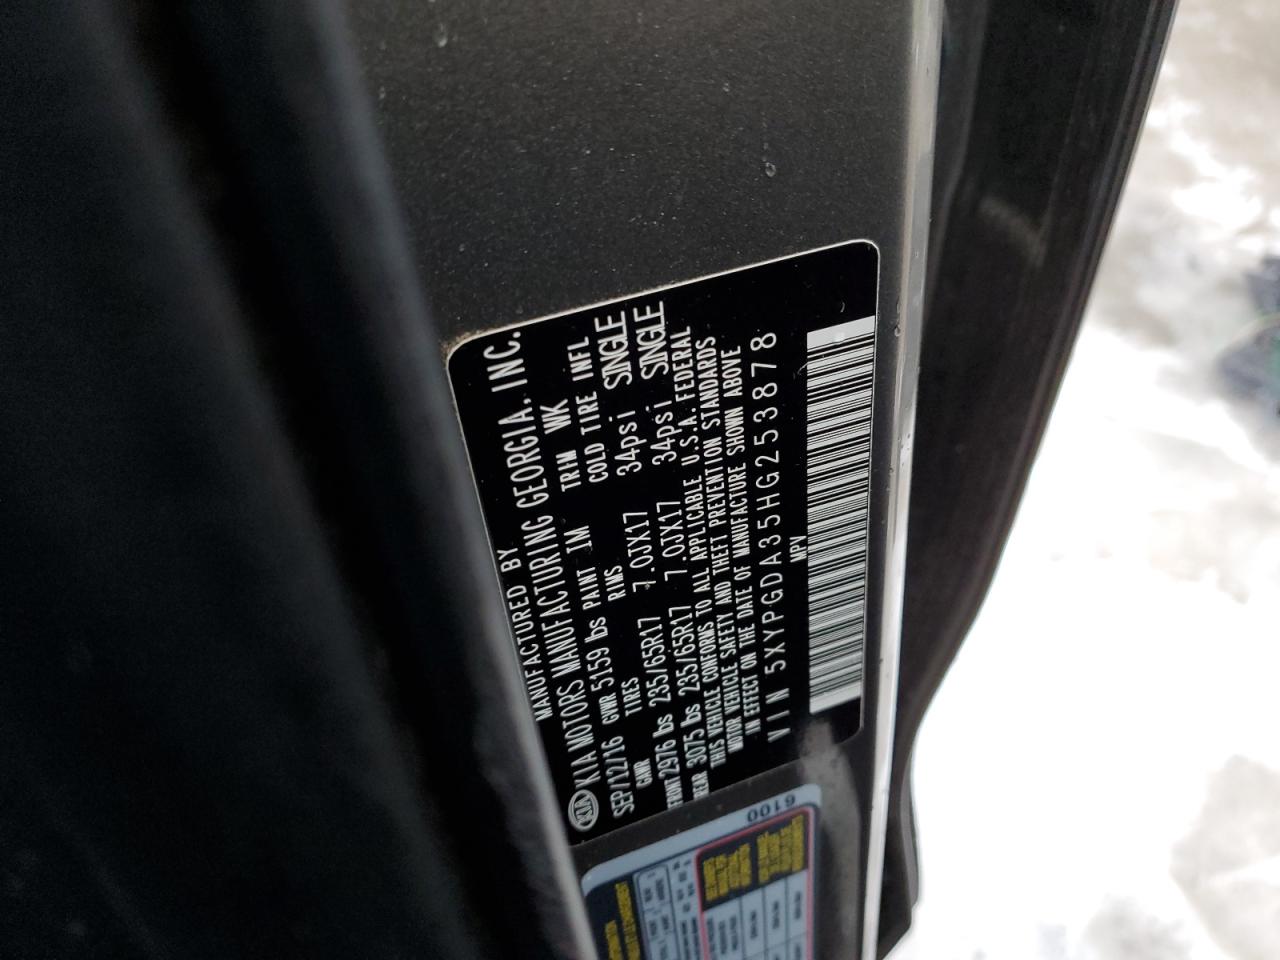 MANUFACTURED BY
KIA KIA MOTORS MANUFACTURING GEORGIA, INC.
SEP/12/16 GVWR 5159 lbs PAINT IM TRIM WK
GAWR TIRES RIMS COLD TIRE INFL
FRONT 2976 lbs 235/65R17 7.0JX17 34psi SINGLE
REAR 3075 lbs 235/65R17 7.0JX17 34psi SINGLE
THIS VEHICLE CONFORMS TO ALL APPLICABLE U.S.A. FEDERAL
MOTOR VEHICLE SAFETY AND THEFT PREVENTION STANDARDS
IN EFFECT ON THE DATE OF MANUFACTURE SHOWN ABOVE
VIN 5XYPGDA35HG253878
MPV
6100